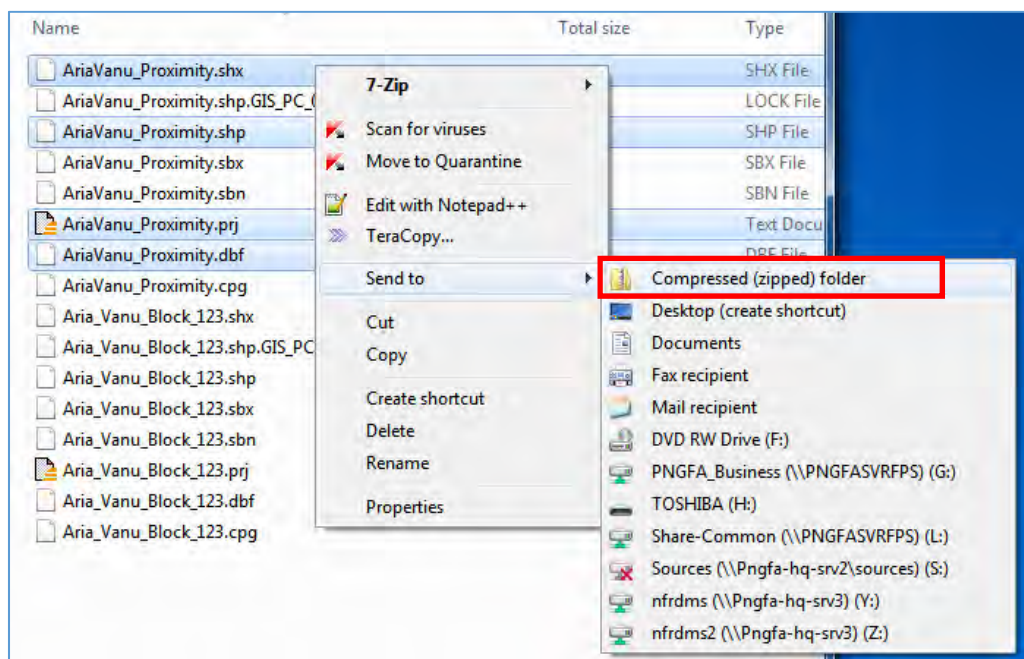 Name Total size Type
AriaVanu_Proximity.shx SHX File
AriaVanu_Proximity.shp.GIS_PC_ LOCK File
AriaVanu_Proximity.shp SHP File
AriaVanu_Proximity.sbx SBX File
AriaVanu_Proximity.sbn SBN File
AriaVanu_Proximity.prj Text Docu
AriaVanu_Proximity.dbf DBF File
AriaVanu_Proximity.cpg
Aria_Vanu_Block_123.shx
Aria_Vanu_Block_123.shp.GIS_PC
Aria_Vanu_Block_123.shp
Aria_Vanu_Block_123.sbx
Aria_Vanu_Block_123.sbn
Aria_Vanu_Block_123.prj
Aria_Vanu_Block_123.dbf
Aria_Vanu_Block_123.cpg
7-Zip
Scan for viruses
Move to Quarantine
Edit with Notepad++
TeraCopy...
Send to
Cut
Copy
Create shortcut
Delete
Rename
Properties
Compressed (zipped) folder
Desktop (create shortcut)
Documents
Fax recipient
Mail recipient
DVD RW Drive (F:)
PNGFA_Business (\\PNGFASVRFPS) (G:)
TOSHIBA (H:)
Share-Common (\\PNGFASVRFPS) (L:)
Sources (\\Pngfa-hq-srv2\sources) (S:)
nfrdms (\\Pngfa-hq-srv3) (Y:)
nfrdms2 (\\Pngfa-hq-srv3) (Z:)